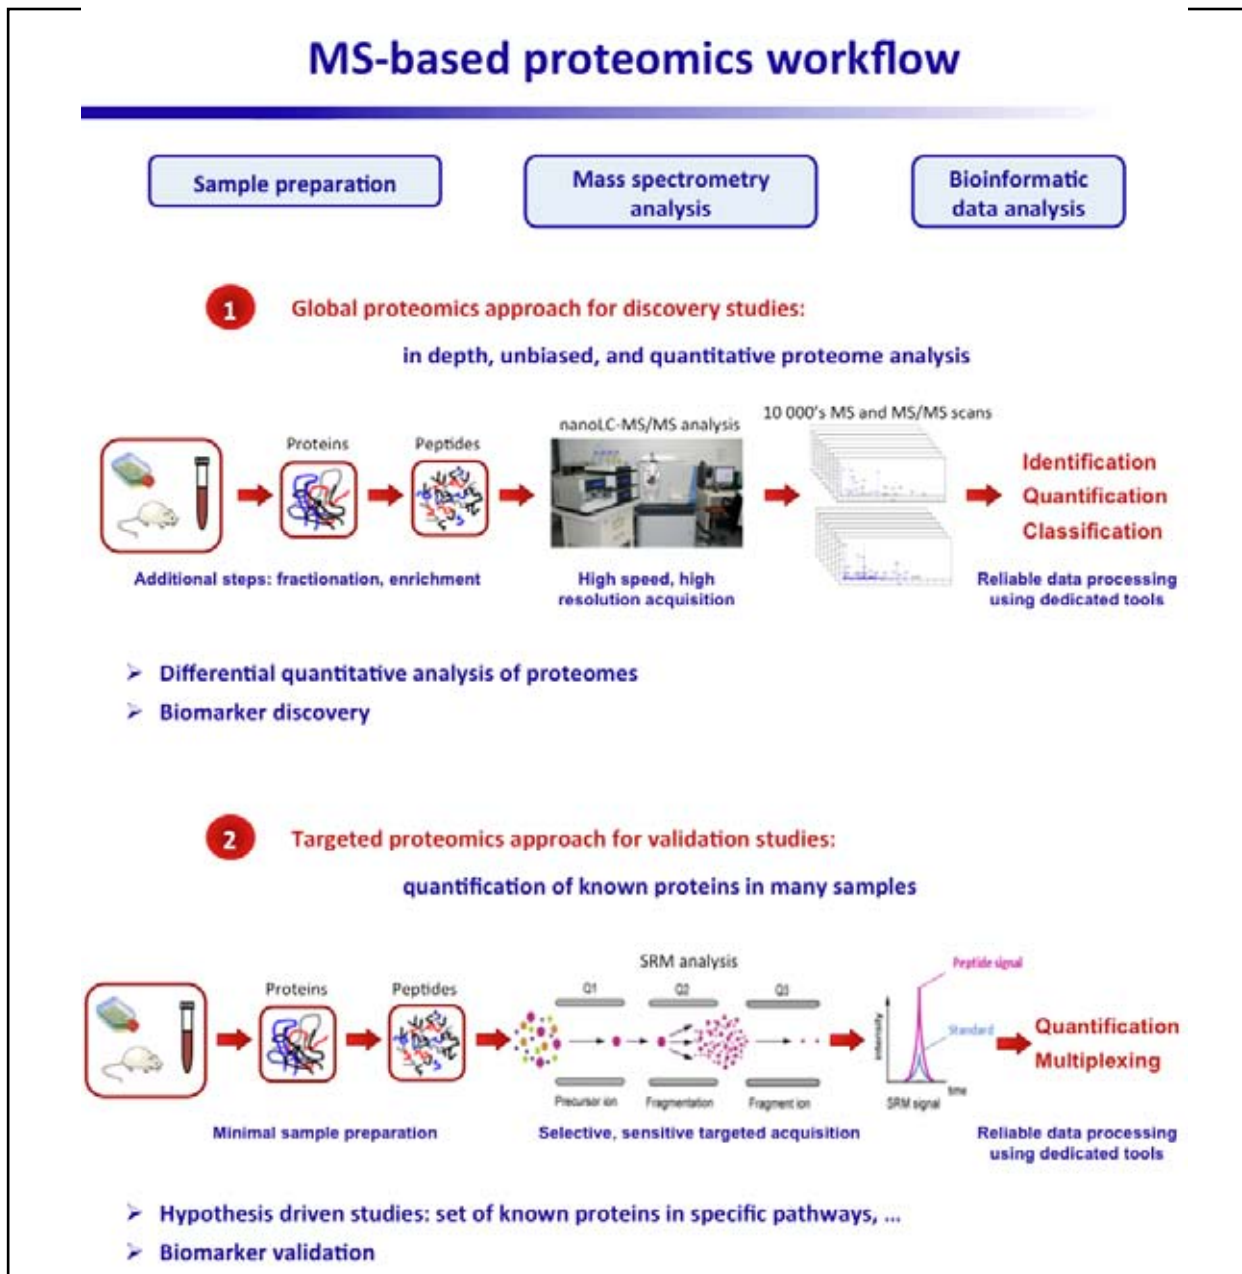 MS-based proteomics workflow
Sample preparation
Mass spectrometry
analysis
Bioinformatic
data analysis
1
Global proteomics approach for discovery studies:
in depth, unbiased, and quantitative proteome analysis
Proteins
Peptides
nanoLC-MS/MS analysis
10 000's MS and MS/MS scans
Identification
Quantification
Classification
Additional steps: fractionation, enrichment
High speed, high
resolution acquisition
Reliable data processing
using dedicated tools
➢ Differential quantitative analysis of proteomes
➢ Biomarker discovery
2
Targeted proteomics approach for validation studies:
quantification of known proteins in many samples
Proteins
Peptides
SRM analysis
Q1
Q2
Q3
Precursor ion
Fragmentation
Fragment ion
Peptide signal
Standard
intensity
time
SRM signal
Quantification
Multiplexing
Minimal sample preparation
Selective, sensitive targeted acquisition
Reliable data processing
using dedicated tools
➢ Hypothesis driven studies: set of known proteins in specific pathways, ...
➢ Biomarker validation